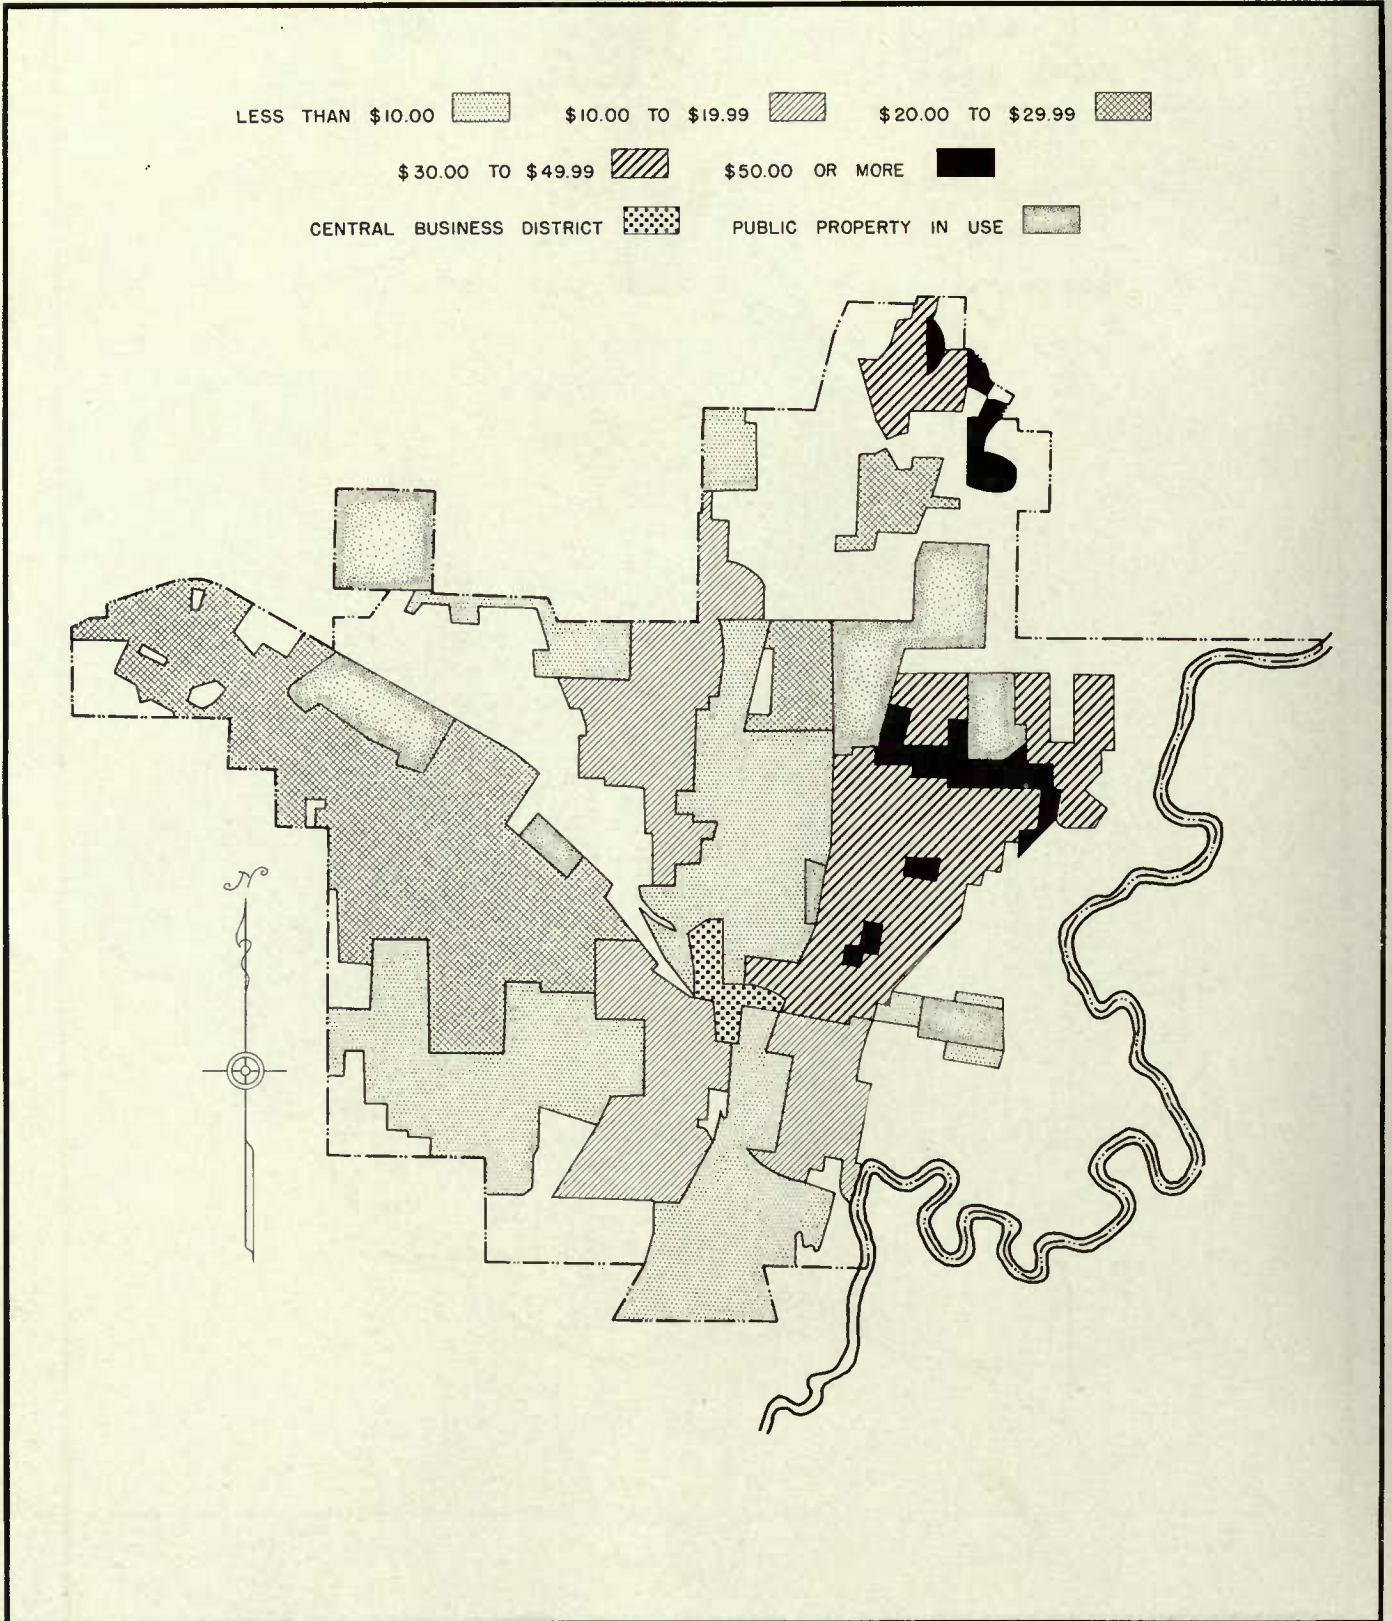 LESS THAN $10.00 $10.00 TO $19.99 $20.00 TO $29.99
$30.00 TO $49.99 $50.00 OR MORE
CENTRAL BUSINESS DISTRICT PUBLIC PROPERTY IN USE
N